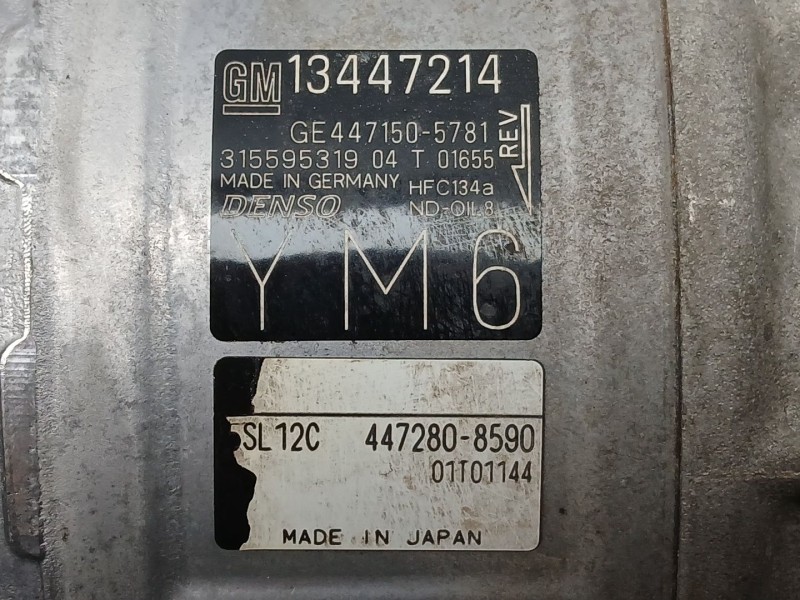 GM 13447214
GE447150-5781
315595319 04 T 01655
REV
MADE IN GERMANY HFC134a
DENSO ND-OIL8
YM6
SL12C 447280-8590
01T01144
MADE IN JAPAN